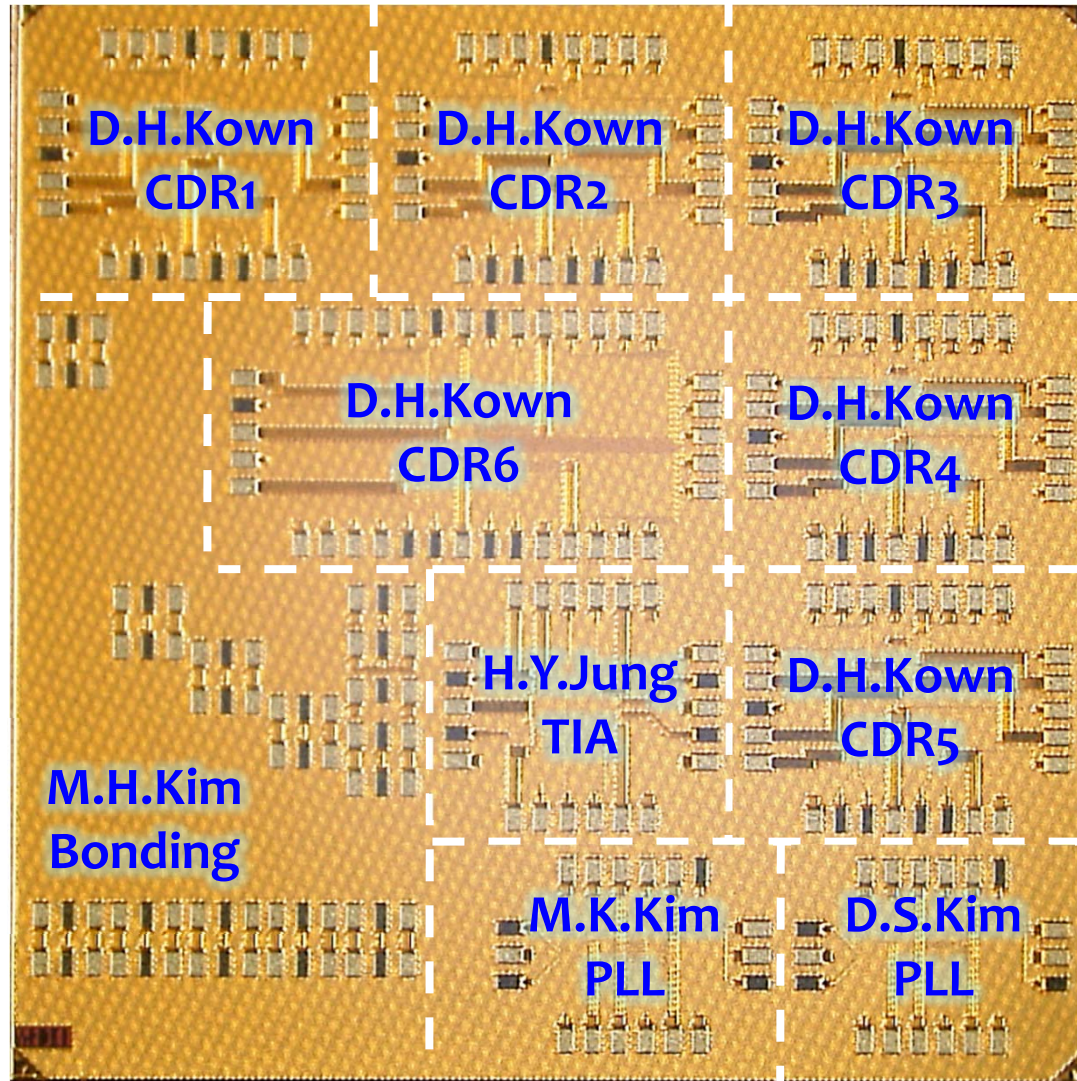 D.H.Kown
CDR1
D.H.Kown
CDR2
D.H.Kown
CDR3
D.H.Kown
CDR6
D.H.Kown
CDR4
H.Y.Jung
TIA
D.H.Kown
CDR5
M.H.Kim
Bonding
M.K.Kim
PLL
D.S.Kim
PLL